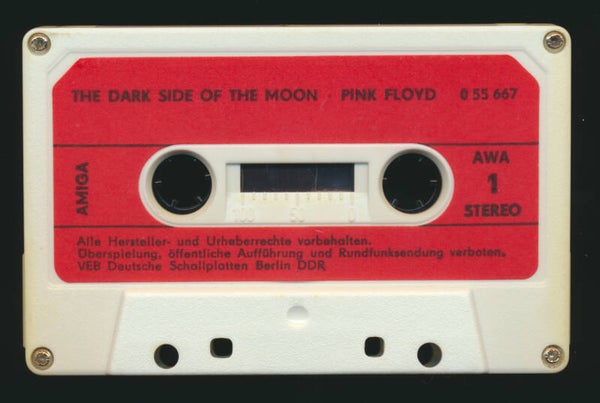 THE DARK SIDE OF THE MOON · PINK FLOYD 0 55 667
AMIGA
100 50 0
AWA
1
STEREO
Alle Hersteller- und Urheberrechte vorbehalten.
Überspielung, öffentliche Aufführung und Rundfunksendung verboten.
VEB Deutsche Schallplatten Berlin DDR